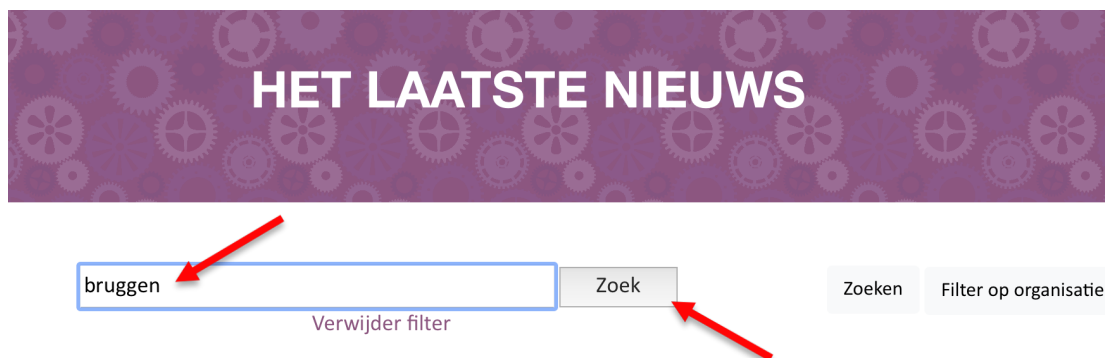 HET LAATSTE NIEUWS
bruggen
Zoek
Zoeken
Filter op organisatie
Verwijder filter